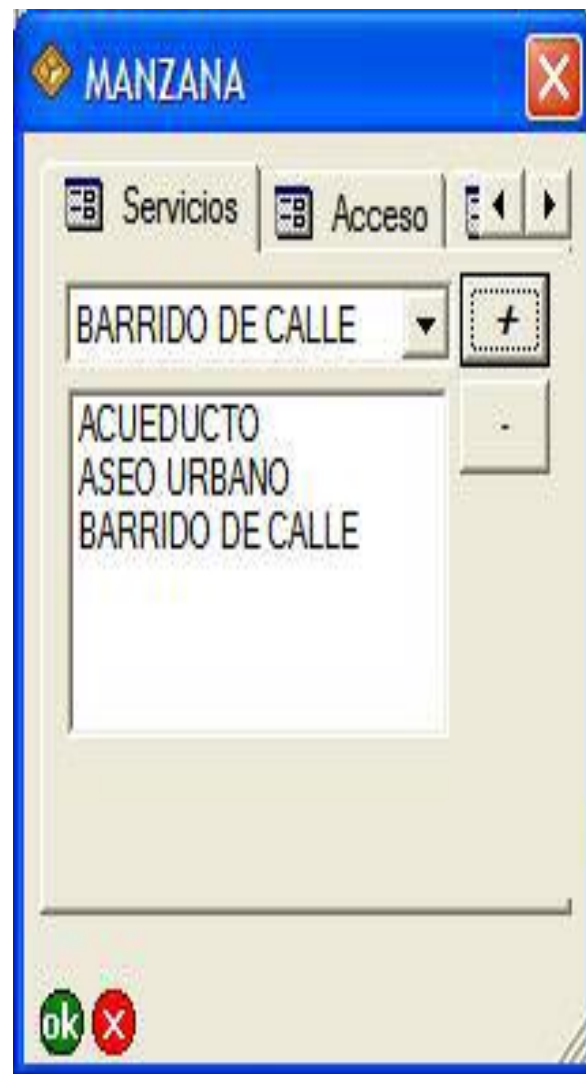 MANZANA
Servicios Acceso
BARRIDO DE CALLE +
ACUEDUCTO -
ASEO URBANO
BARRIDO DE CALLE
ok X